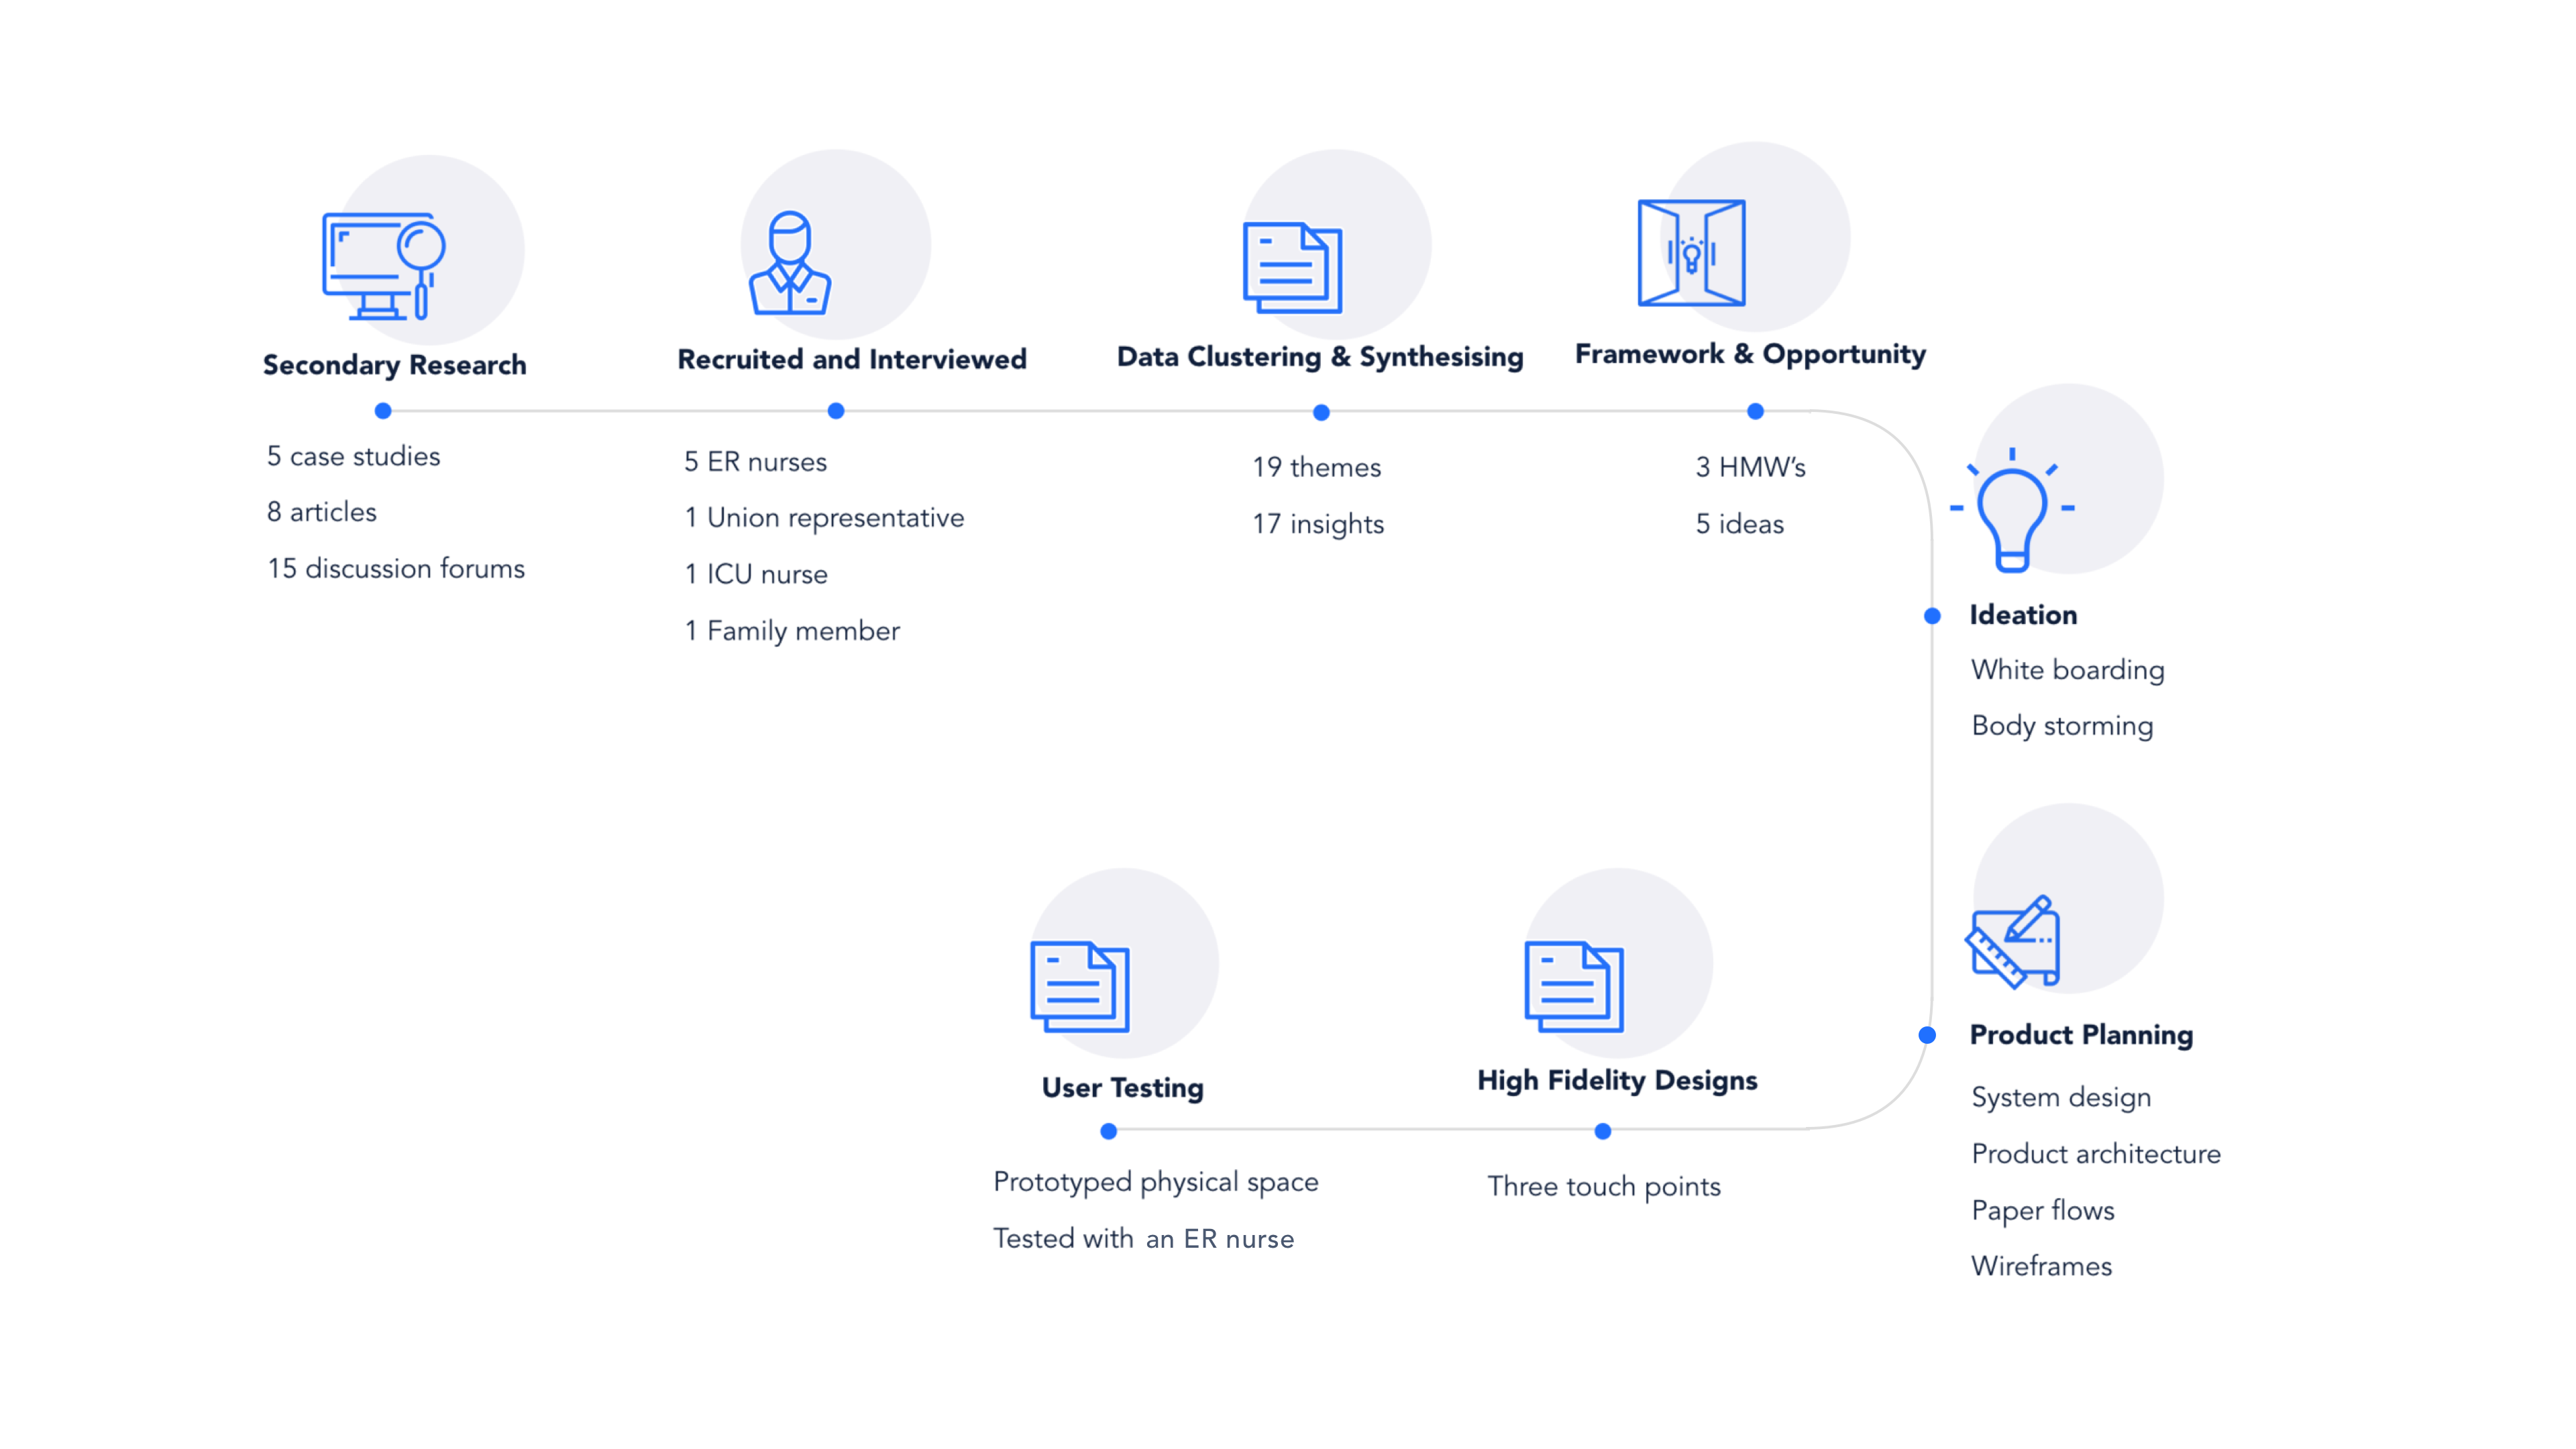 Secondary Research
5 case studies
8 articles
15 discussion forums
Recruited and Interviewed
5 ER nurses
1 Union representative
1 ICU nurse
1 Family member
Data Clustering & Synthesising
19 themes
17 insights
Framework & Opportunity
3 HMW’s
5 ideas
Ideation
White boarding
Body storming
Product Planning
System design
Product architecture
Paper flows
Wireframes
High Fidelity Designs
Three touch points
User Testing
Prototyped physical space
Tested with an ER nurse